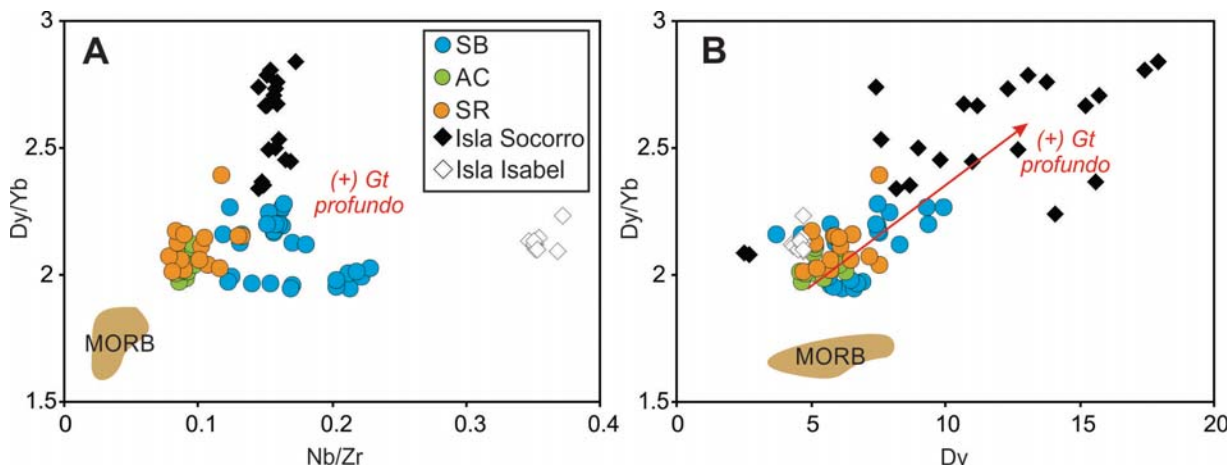 A
3
2.5
2
1.5
Dy/Yb
0
0.1
0.2
0.3
0.4
Nb/Zr
SB
AC
SR
Isla Socorro
Isla Isabel
(+) Gt
profundo
MORB
B
3
2.5
2
1.5
Dy/Yb
0
5
10
15
20
Dy
(+) Gt
profundo
MORB